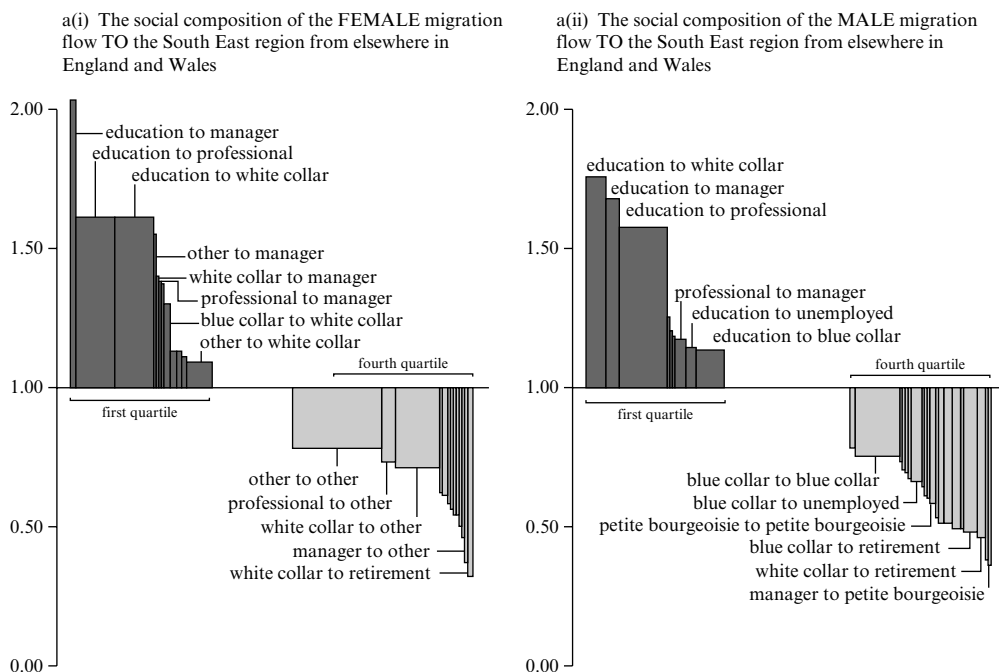 a(i) The social composition of the FEMALE migration
flow TO the South East region from elsewhere in
England and Wales
2.00
education to manager
education to professional
education to white collar
1.50
other to manager
white collar to manager
professional to manager
blue collar to white collar
other to white collar
fourth quartile
1.00
first quartile
other to other
professional to other
0.50
white collar to other
manager to other
white collar to retirement
0.00
a(ii) The social composition of the MALE migration
flow TO the South East region from elsewhere in
England and Wales
2.00
education to white collar
education to manager
education to professional
1.50
professional to manager
education to unemployed
education to blue collar
fourth quartile
1.00
first quartile
blue collar to blue collar
blue collar to unemployed
0.50
petite bourgeoisie to petite bourgeoisie
blue collar to retirement
white collar to retirement
manager to petite bourgeoisie
0.00